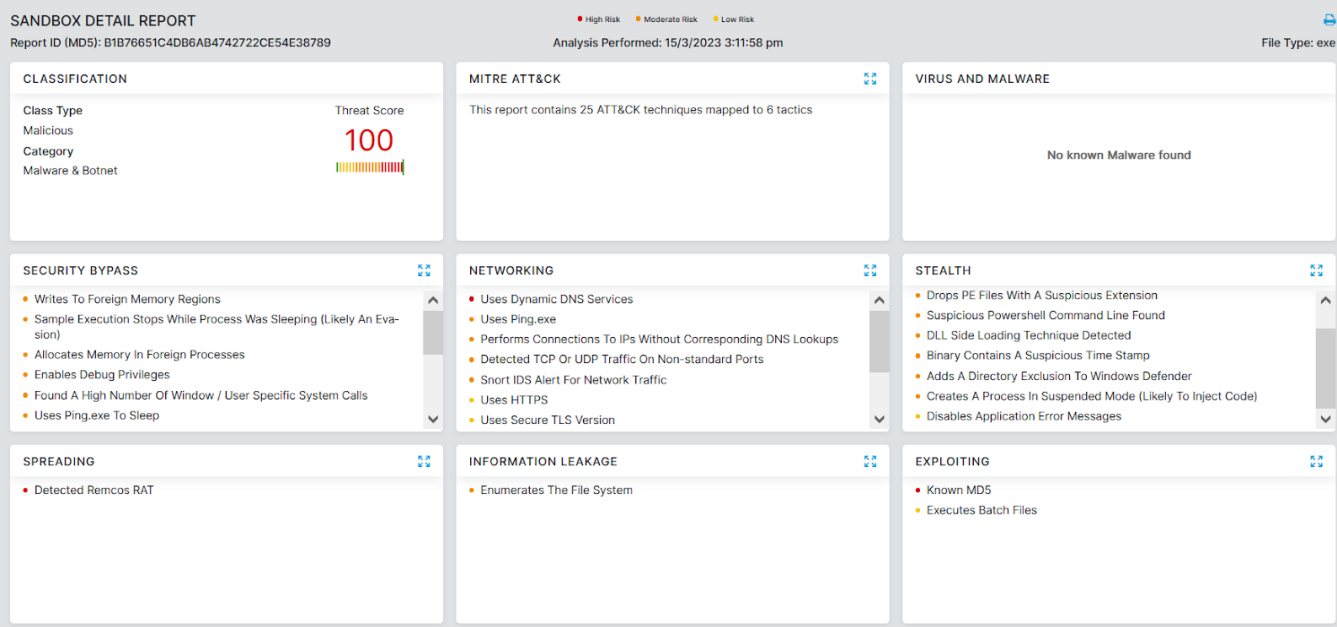 SANDBOX DETAIL REPORT
High Risk Moderate Risk Low Risk
Report ID (MD5): B1B76651C4DB6AB4742722CE54E38789
Analysis Performed: 15/3/2023 3:11:58 pm
File Type: exe
CLASSIFICATION
Class Type
Malicious
Category
Malware & Botnet
Threat Score
100
MITRE ATT&CK
This report contains 25 ATT&CK techniques mapped to 6 tactics
VIRUS AND MALWARE
No known Malware found
SECURITY BYPASS
Writes To Foreign Memory Regions
Sample Execution Stops While Process Was Sleeping (Likely An Eva-
sion)
Allocates Memory In Foreign Processes
Enables Debug Privileges
Found A High Number Of Window / User Specific System Calls
Uses Ping.exe To Sleep
NETWORKING
Uses Dynamic DNS Services
Uses Ping.exe
Performs Connections To IPs Without Corresponding DNS Lookups
Detected TCP Or UDP Traffic On Non-standard Ports
Snort IDS Alert For Network Traffic
Uses HTTPS
Uses Secure TLS Version
STEALTH
Drops PE Files With A Suspicious Extension
Suspicious Powershell Command Line Found
DLL Side Loading Technique Detected
Binary Contains A Suspicious Time Stamp
Adds A Directory Exclusion To Windows Defender
Creates A Process In Suspended Mode (Likely To Inject Code)
Disables Application Error Messages
SPREADING
Detected Remcos RAT
INFORMATION LEAKAGE
Enumerates The File System
EXPLOITING
Known MD5
Executes Batch Files